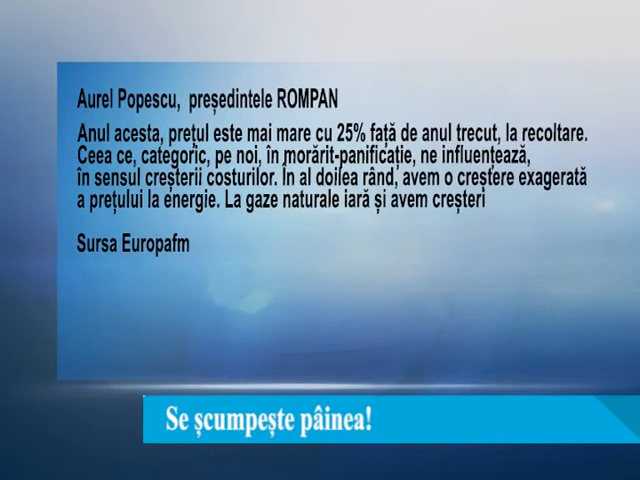 Aurel Popescu, președintele ROMPAN
Anul acesta, prețul este mai mare cu 25% față de anul trecut, la recoltare.
Ceea ce, categoric, pe noi, în morărit-panificație, ne influențează,
în sensul creșterii costurilor. În al doilea rând, avem o creștere exagerată
a prețului la energie. La gaze naturale iară și avem creșteri
Sursa Europafm
Se șcumpește pâinea!